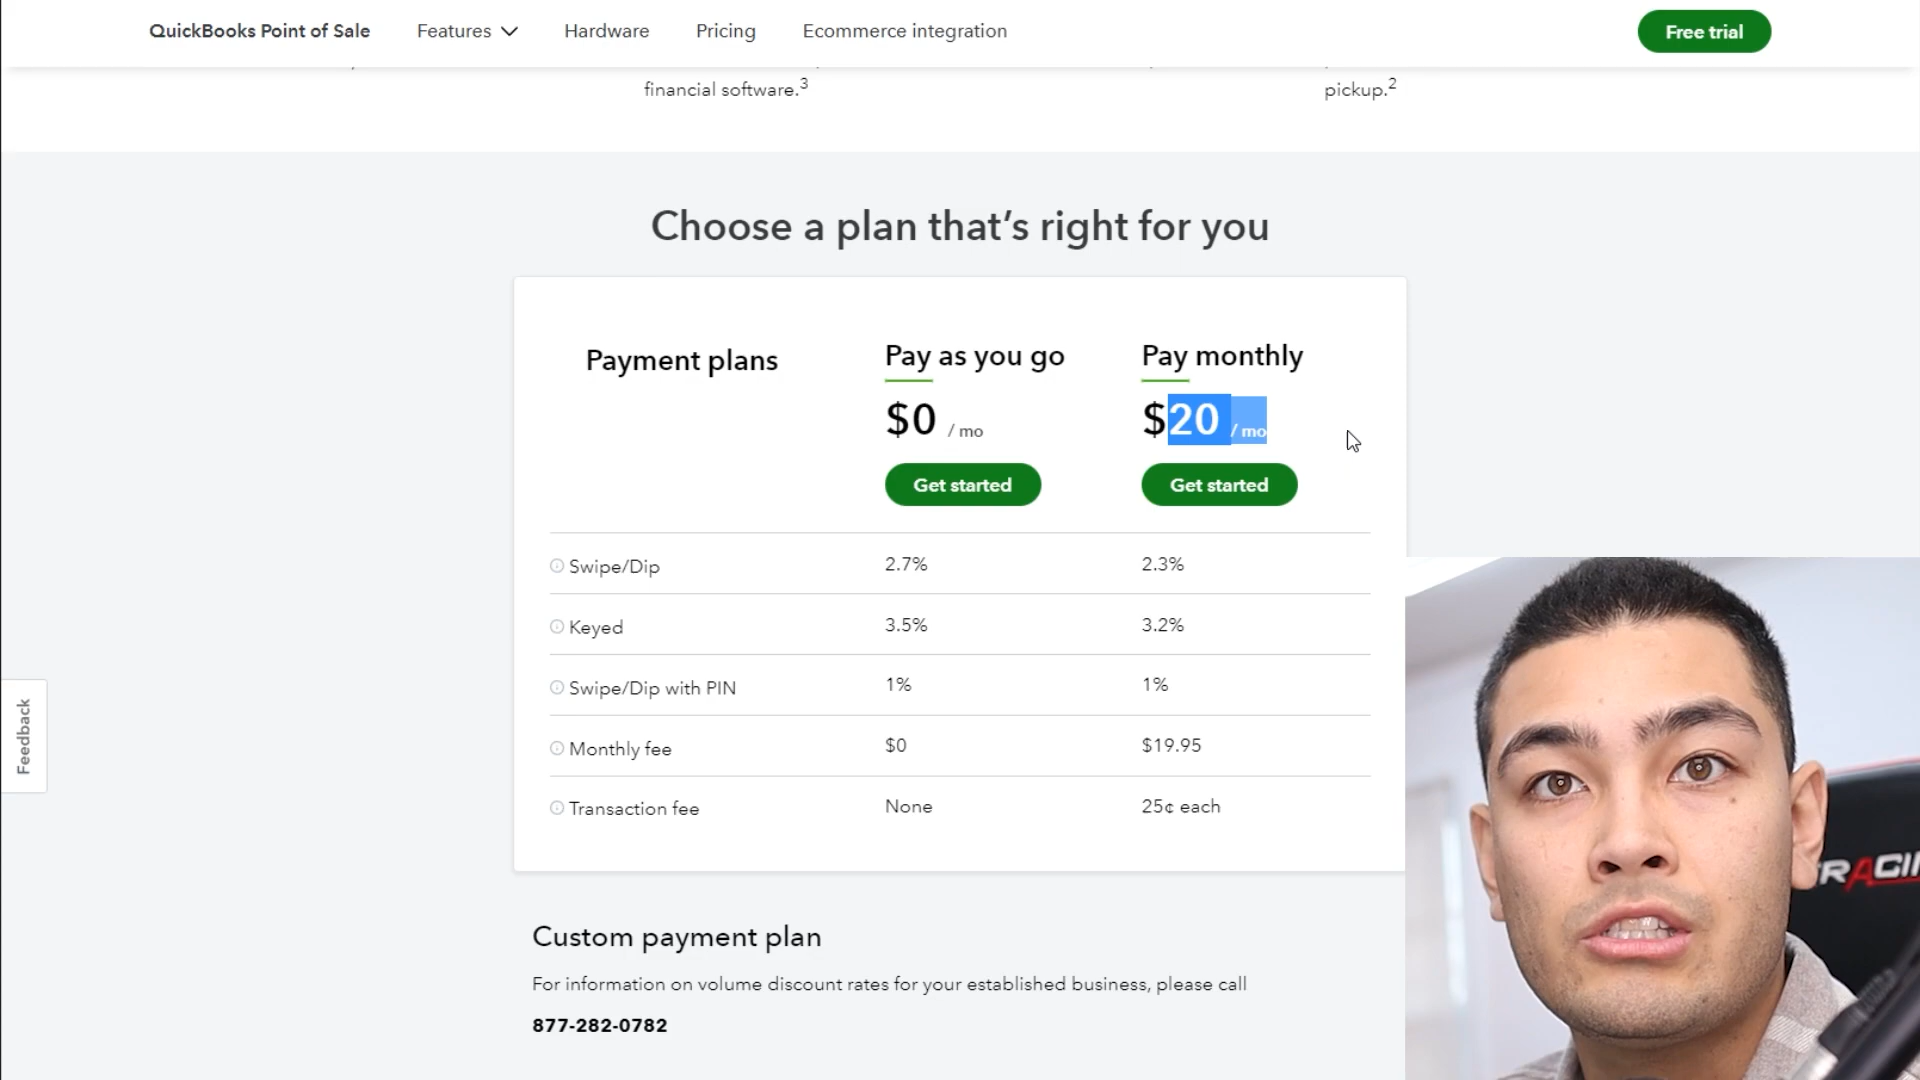 QuickBooks Point of Sale Features Hardware Pricing Ecommerce integration Free trial
financial software.3 pickup.2
Choose a plan that's right for you
Payment plans Pay as you go Pay monthly
$0 / mo $20 / mo
Get started Get started
Swipe/Dip 2.7% 2.3%
Keyed 3.5% 3.2%
Swipe/Dip with PIN 1% 1%
Monthly fee $0 $19.95
Transaction fee None 25¢ each
Feedback
Custom payment plan
For information on volume discount rates for your established business, please call
877-282-0782